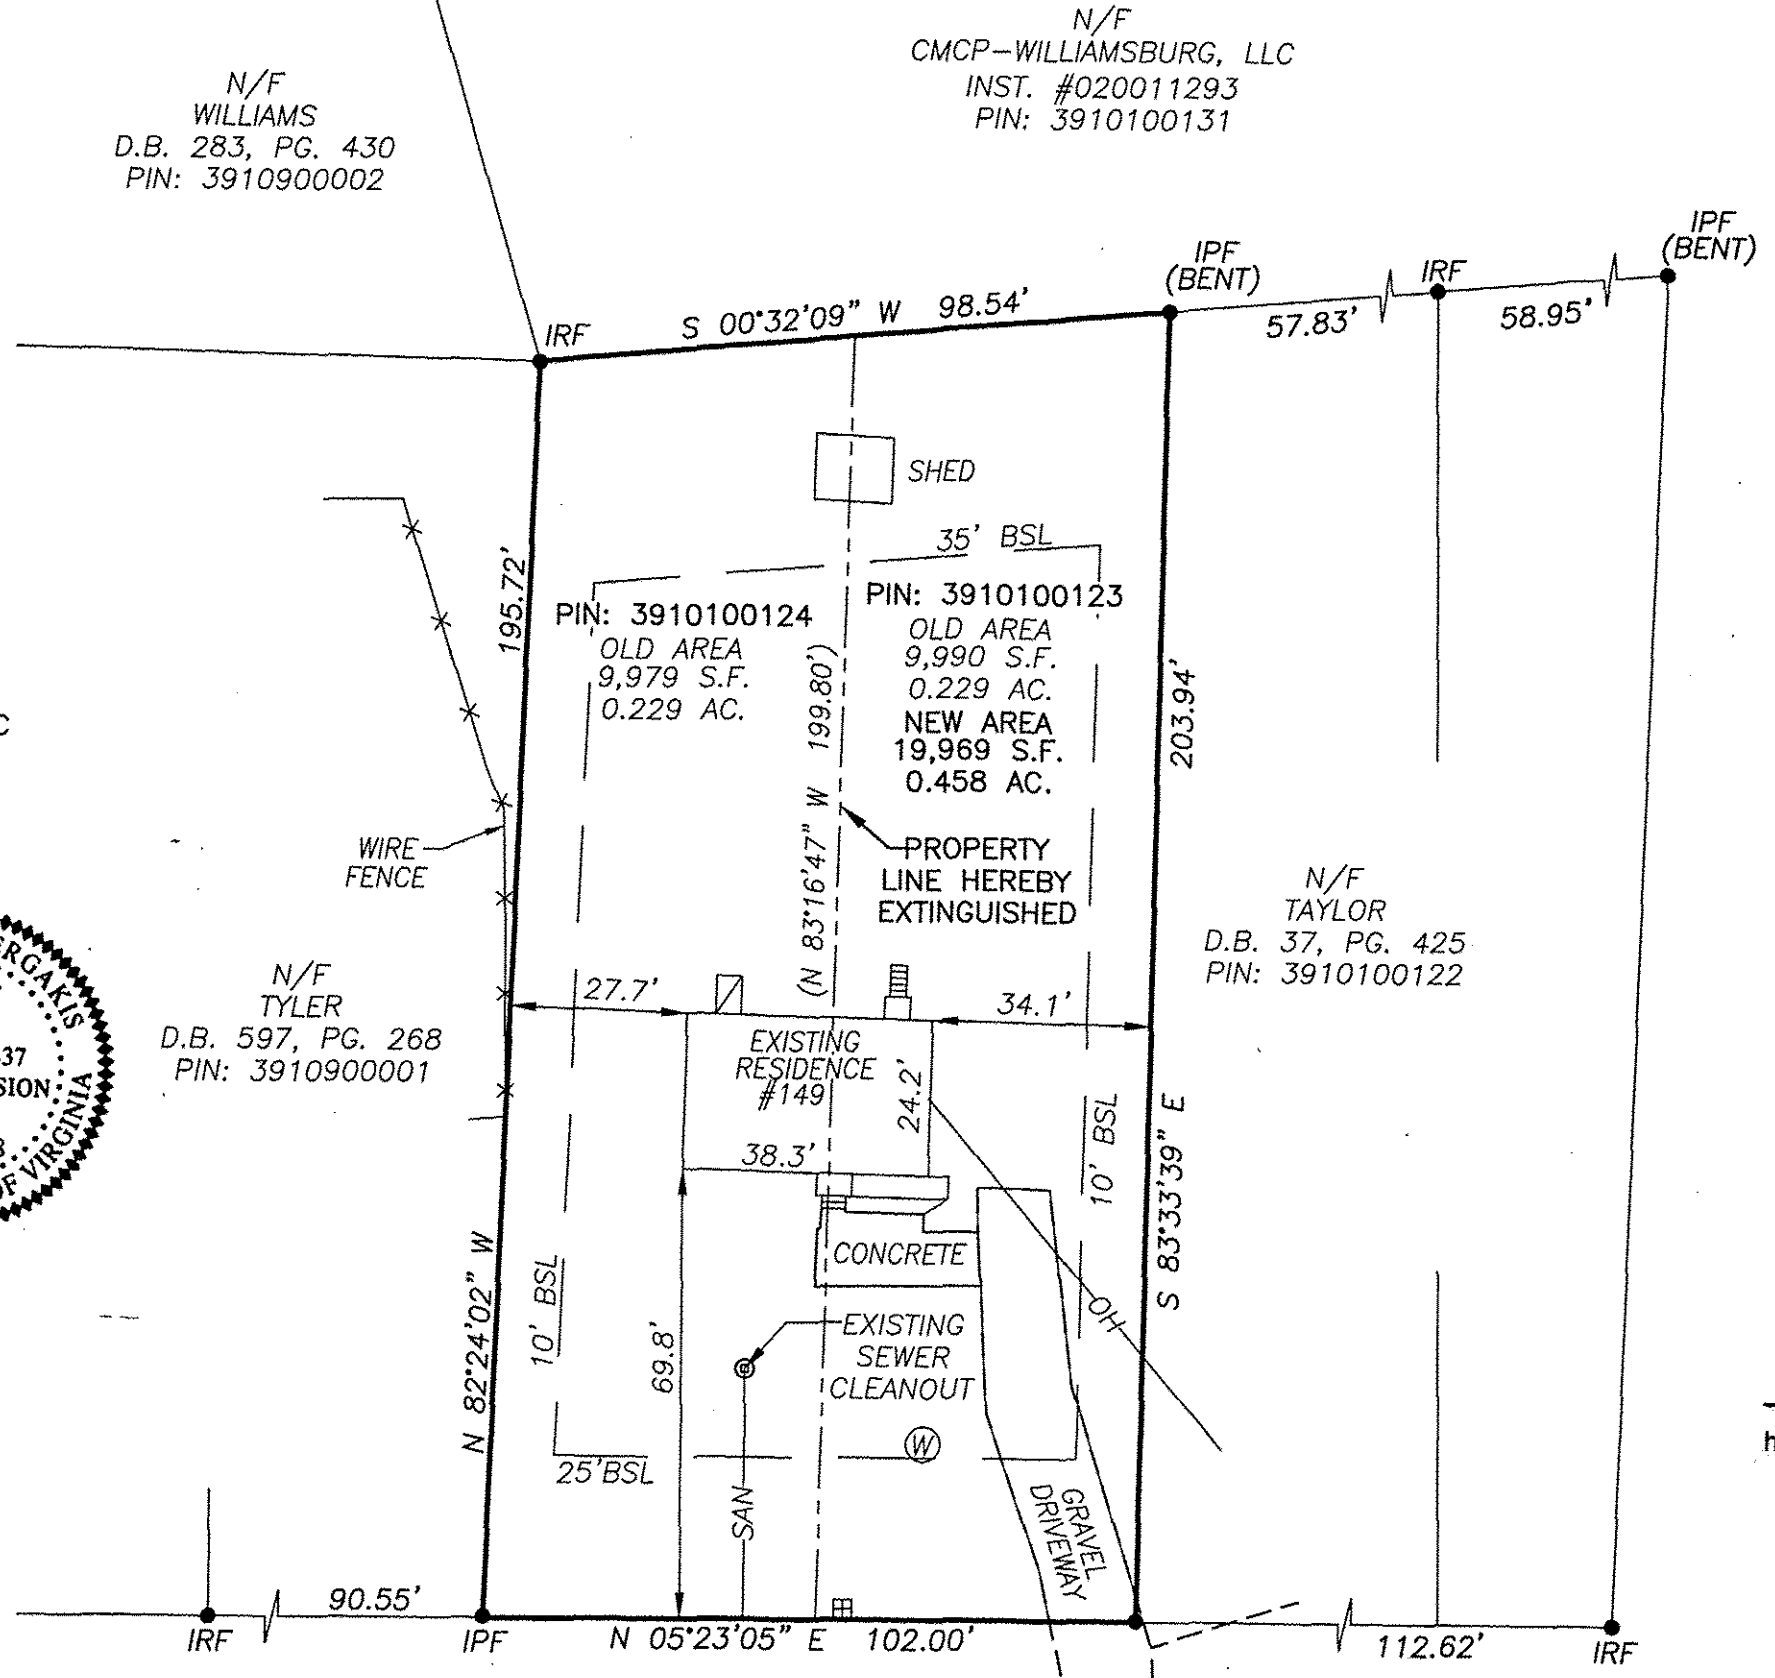 N/F
CMCP-WILLIAMSBURG, LLC
INST. #020011293
PIN: 3910100131
N/F
WILLIAMS
D.B. 283, PG. 430
PIN: 3910900002
IPF
(BENT)
IRF
IPF
(BENT)
IRF
S 00°32'09" W 98.54'
57.83'
58.95'
SHED
35' BSL
195.72'
PIN: 3910100124
OLD AREA
9,979 S.F.
0.229 AC.
PIN: 3910100123
OLD AREA
9,990 S.F.
0.229 AC.
NEW AREA
19,969 S.F.
0.458 AC.
(N 83°16'47" W 199.80')
203.94'
C
WIRE
FENCE
PROPERTY
LINE HEREBY
EXTINGUISHED
N/F
TAYLOR
D.B. 37, PG. 425
PIN: 3910100122
N/F
TYLER
D.B. 597, PG. 268
PIN: 3910900001
OF VIRGINIA
27.7'
34.1'
EXISTING
RESIDENCE
#149
24.2'
38.3'
10' BSL
S 83°33'39" E
CONCRETE
N 82°24'02" W
10' BSL
69.8'
OH
EXISTING
SEWER
CLEANOUT
W
25'BSL
SAN
GRAVEL
DRIVEWAY
h
90.55'
IRF
IPF
N 05°23'05" E 102.00'
112.62'
IRF